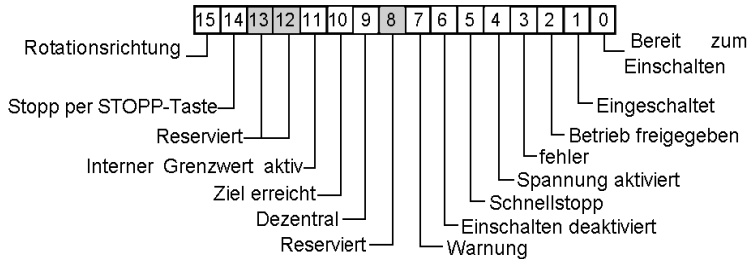 15 14 13 12 11 10 9 8 7 6 5 4 3 2 1 0
Rotationsrichtung
Stopp per STOPP-Taste
Reserviert
Interner Grenzwert aktiv
Ziel erreicht
Dezentral
Reserviert
Bereit zum
Einschalten
Eingeschaltet
Betrieb freigegeben
fehler
Spannung aktiviert
Schnellstopp
Einschalten deaktiviert
Warnung